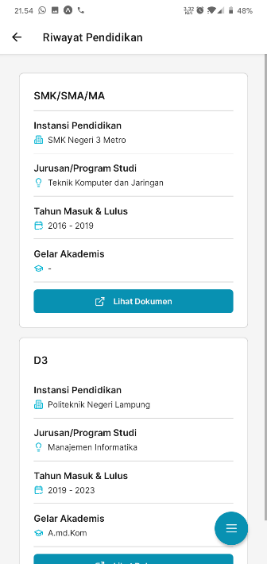 21.54
48%
Riwayat Pendidikan
SMK/SMA/MA
Instansi Pendidikan
SMK Negeri 3 Metro
Jurusan/Program Studi
Teknik Komputer dan Jaringan
Tahun Masuk & Lulus
2016 - 2019
Gelar Akademis
-
Lihat Dokumen
D3
Instansi Pendidikan
Politeknik Negeri Lampung
Jurusan/Program Studi
Manajemen Informatika
Tahun Masuk & Lulus
2019 - 2023
Gelar Akademis
A.md.Kom